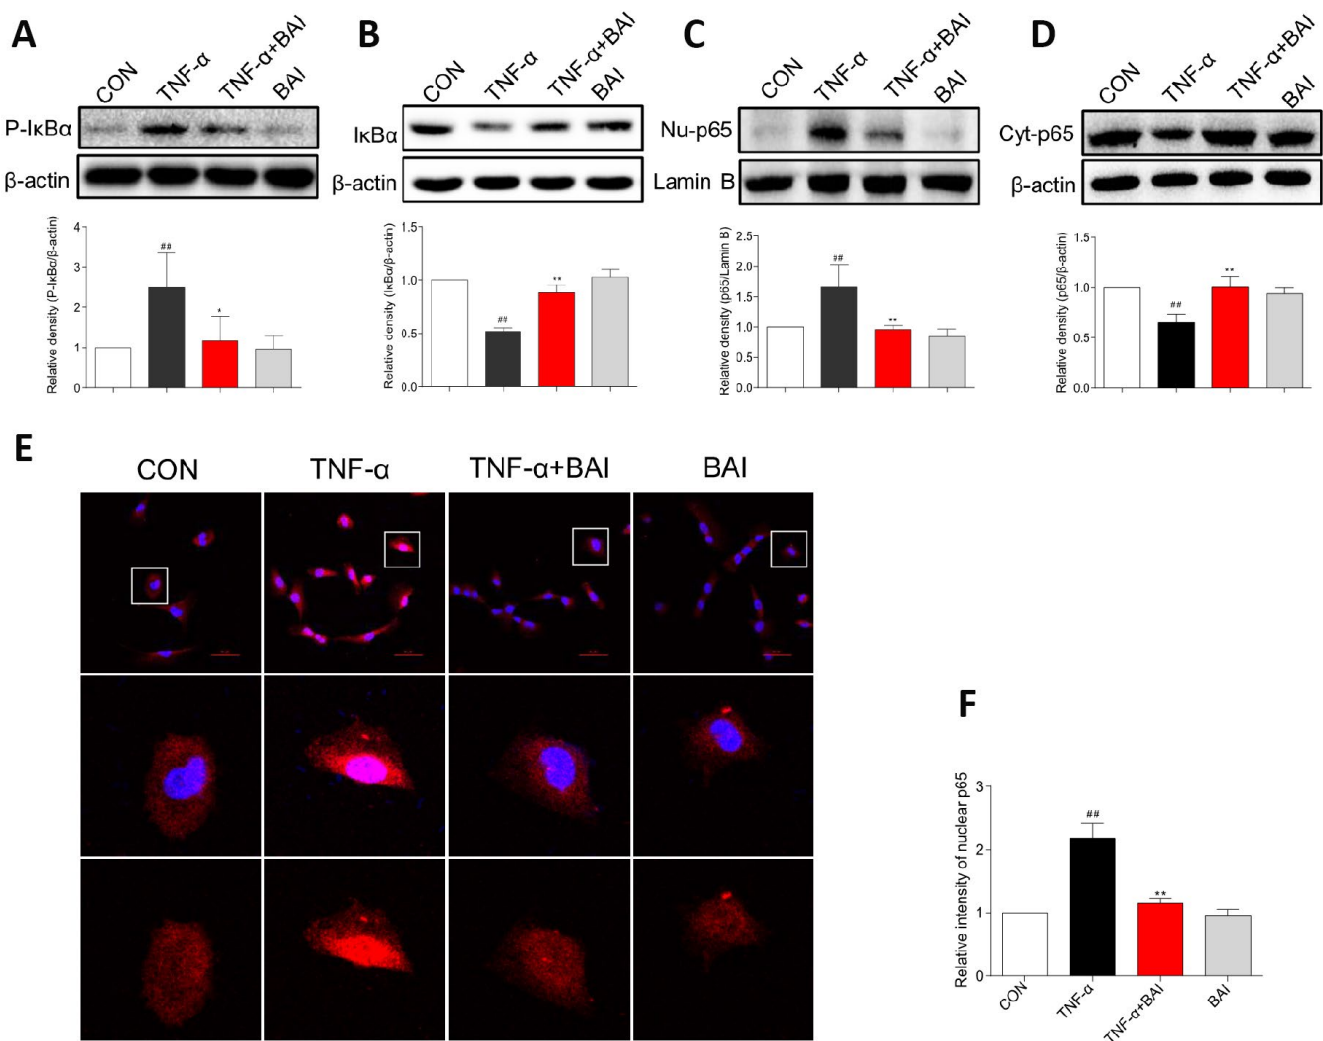 A
B
C
D
CON
TNF-α
TNF-α+BAI
BAI
CON
TNF-α
TNF-α+BAI
BAI
CON
TNF-α
TNF-α+BAI
BAI
CON
TNF-α
TNF-α+BAI
BAI
P-IκBα
β-actin
IκBα
β-actin
Nu-p65
Lamin B
Cyt-p65
β-actin
Relative density (P-IκBα/β-actin)
4
3
2
1
0
##
*
Relative density (IκBα/β-actin)
1.5
1.0
0.5
0.0
##
**
Relative density (p65/Lamin B)
2.5
2.0
1.5
1.0
0.5
0.0
##
**
Relative density (p65/β-actin)
1.5
1.0
0.5
0.0
##
**
E
CON
TNF-α
TNF-α+BAI
BAI
F
Relative intensity of nuclear p65
3
2
1
0
##
**
CON
TNF-α
TNF-α+BAI
BAI